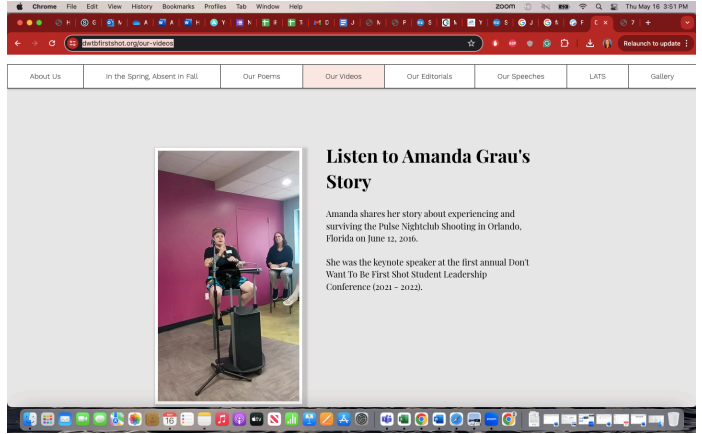 Chrome File Edit View History Bookmarks Profiles Tab Window Help
zoom
Thu May 16 3:51 PM
dwtbfirstshot.org/our-videos
Relaunch to update
About Us
In the Spring, Absent in Fall
Our Poems
Our Videos
Our Editorials
Our Speeches
LATS
Gallery
Listen to Amanda Grau's
Story
Amanda shares her story about experiencing and
surviving the Pulse Nightclub Shooting in Orlando,
Florida on June 12, 2016.
She was the keynote speaker at the first annual Don't
Want To Be First Shot Student Leadership
Conference (2021 - 2022).
16
tv